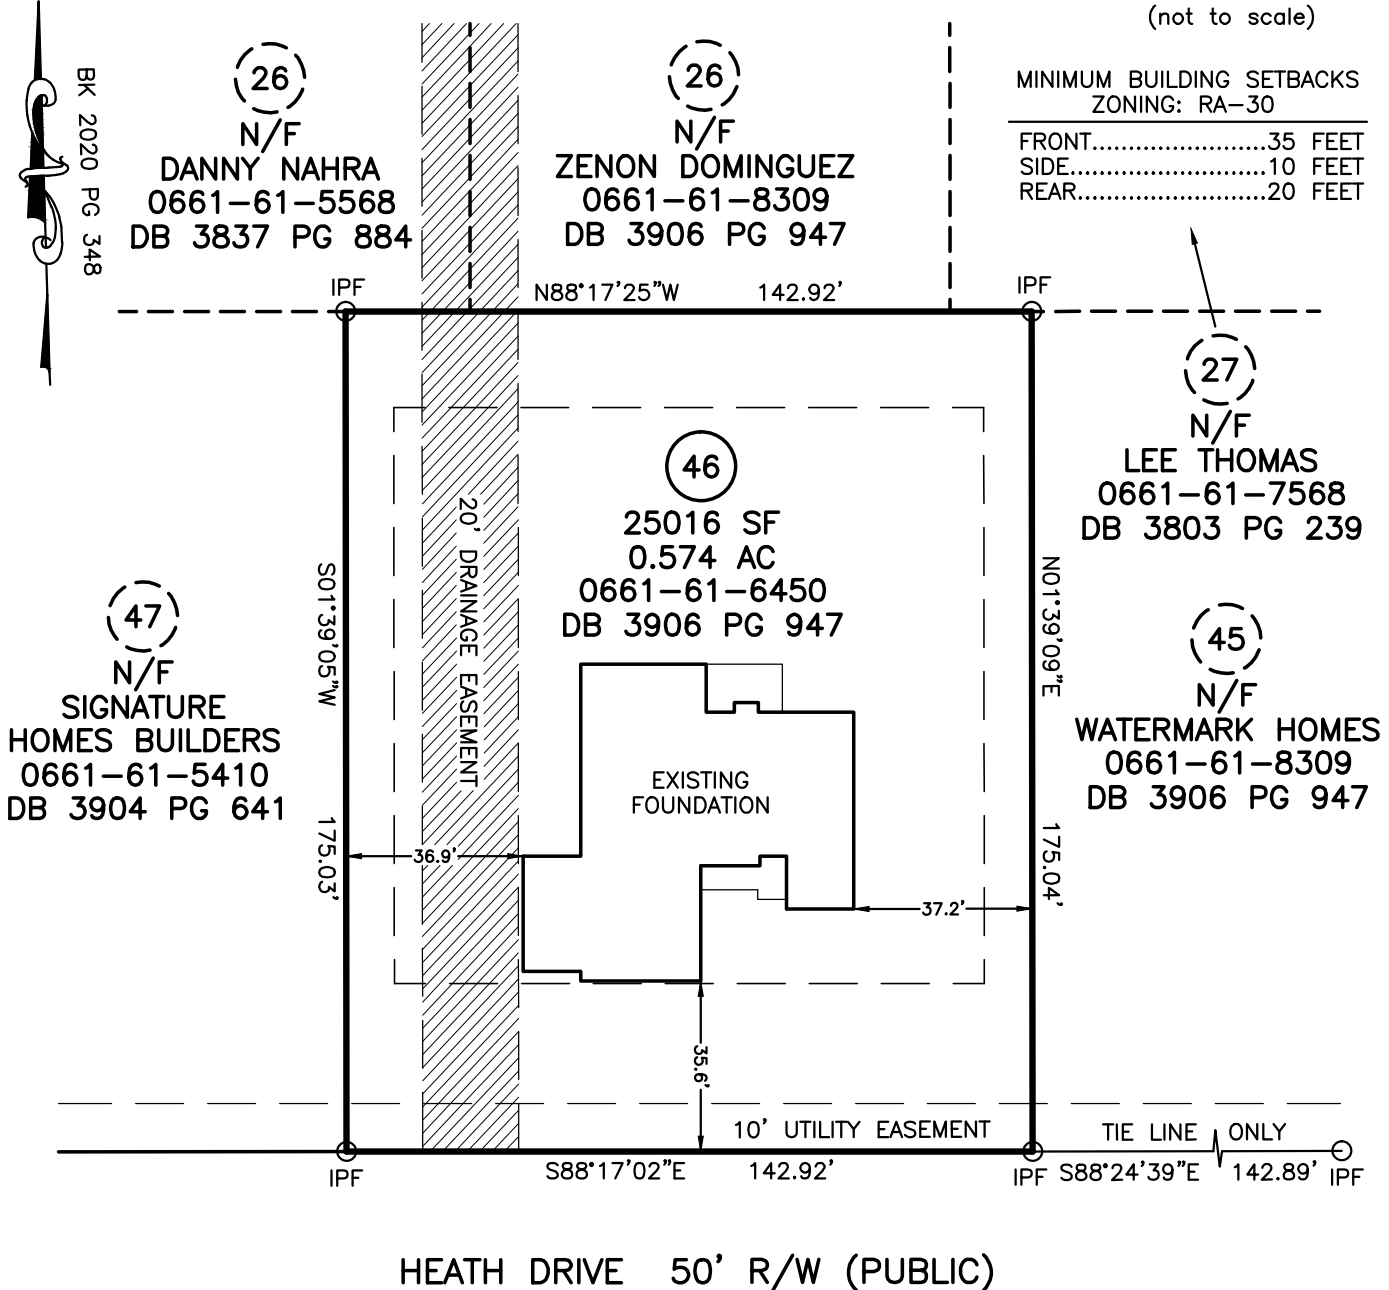 (not to scale)
MINIMUM BUILDING SETBACKS
ZONING: RA-30
FRONT.........................35 FEET
SIDE............................10 FEET
REAR...........................20 FEET
BK 2020 PG 348
26
N/F
DANNY NAHRA
0661-61-5568
DB 3837 PG 884
26
N/F
ZENON DOMINGUEZ
0661-61-8309
DB 3906 PG 947
IPF
N88°17'25"W 142.92'
IPF
27
N/F
LEE THOMAS
0661-61-7568
DB 3803 PG 239
46
25016 SF
0.574 AC
0661-61-6450
DB 3906 PG 947
20' DRAINAGE EASEMENT
S01°39'05"W 175.03'
N01°39'09"E 175.04'
47
N/F
SIGNATURE
HOMES BUILDERS
0661-61-5410
DB 3904 PG 641
45
N/F
WATERMARK HOMES
0661-61-8309
DB 3906 PG 947
EXISTING
FOUNDATION
36.9'
37.2'
35.6'
10' UTILITY EASEMENT
TIE LINE ONLY
IPF
S88°17'02"E 142.92'
IPF
S88°24'39"E 142.89'
IPF
HEATH DRIVE 50' R/W (PUBLIC)